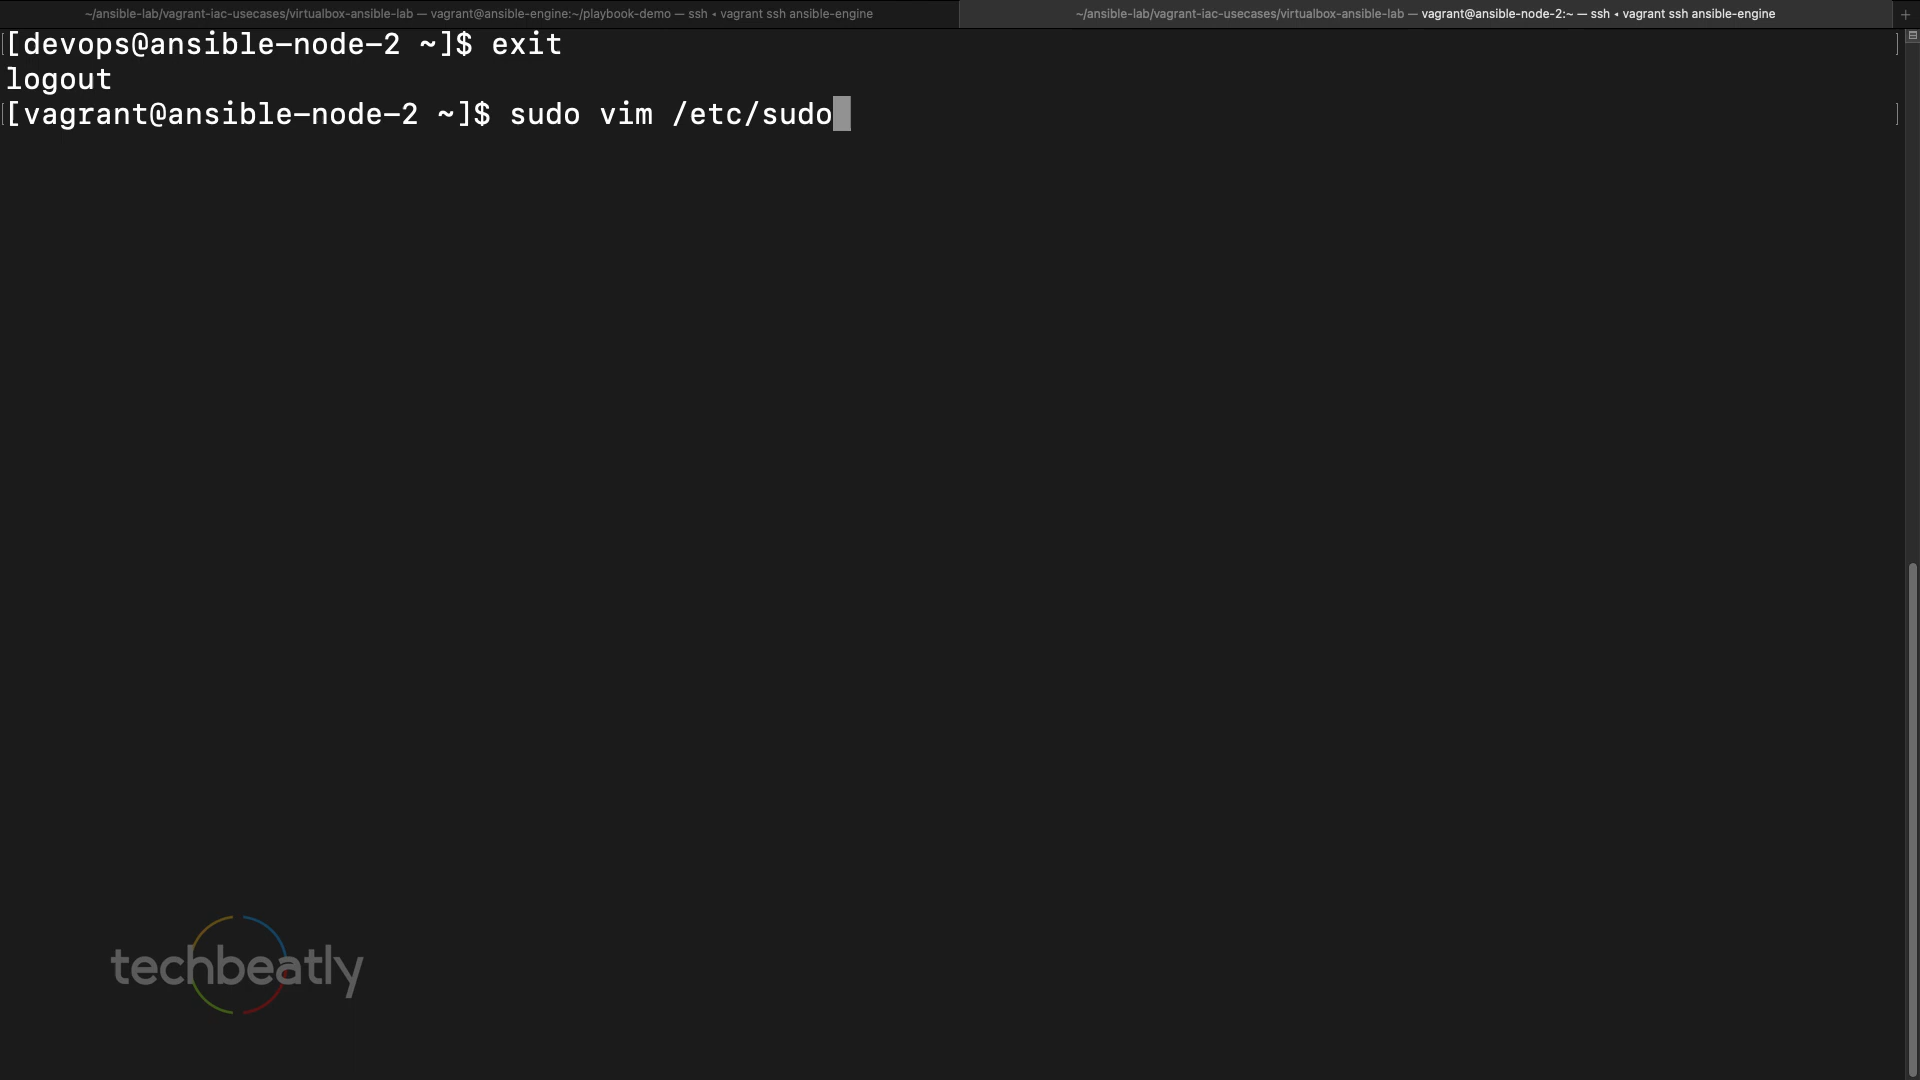 ~/ansible-lab/vagrant-iac-usecases/virtualbox-ansible-lab — vagrant@ansible-engine:~/playbook-demo — ssh ◂ vagrant ssh ansible-engine
~/ansible-lab/vagrant-iac-usecases/virtualbox-ansible-lab — vagrant@ansible-node-2:~ — ssh ◂ vagrant ssh ansible-engine
[devops@ansible-node-2 ~]$ exit
logout
[vagrant@ansible-node-2 ~]$ sudo vim /etc/sudo
techbeatly